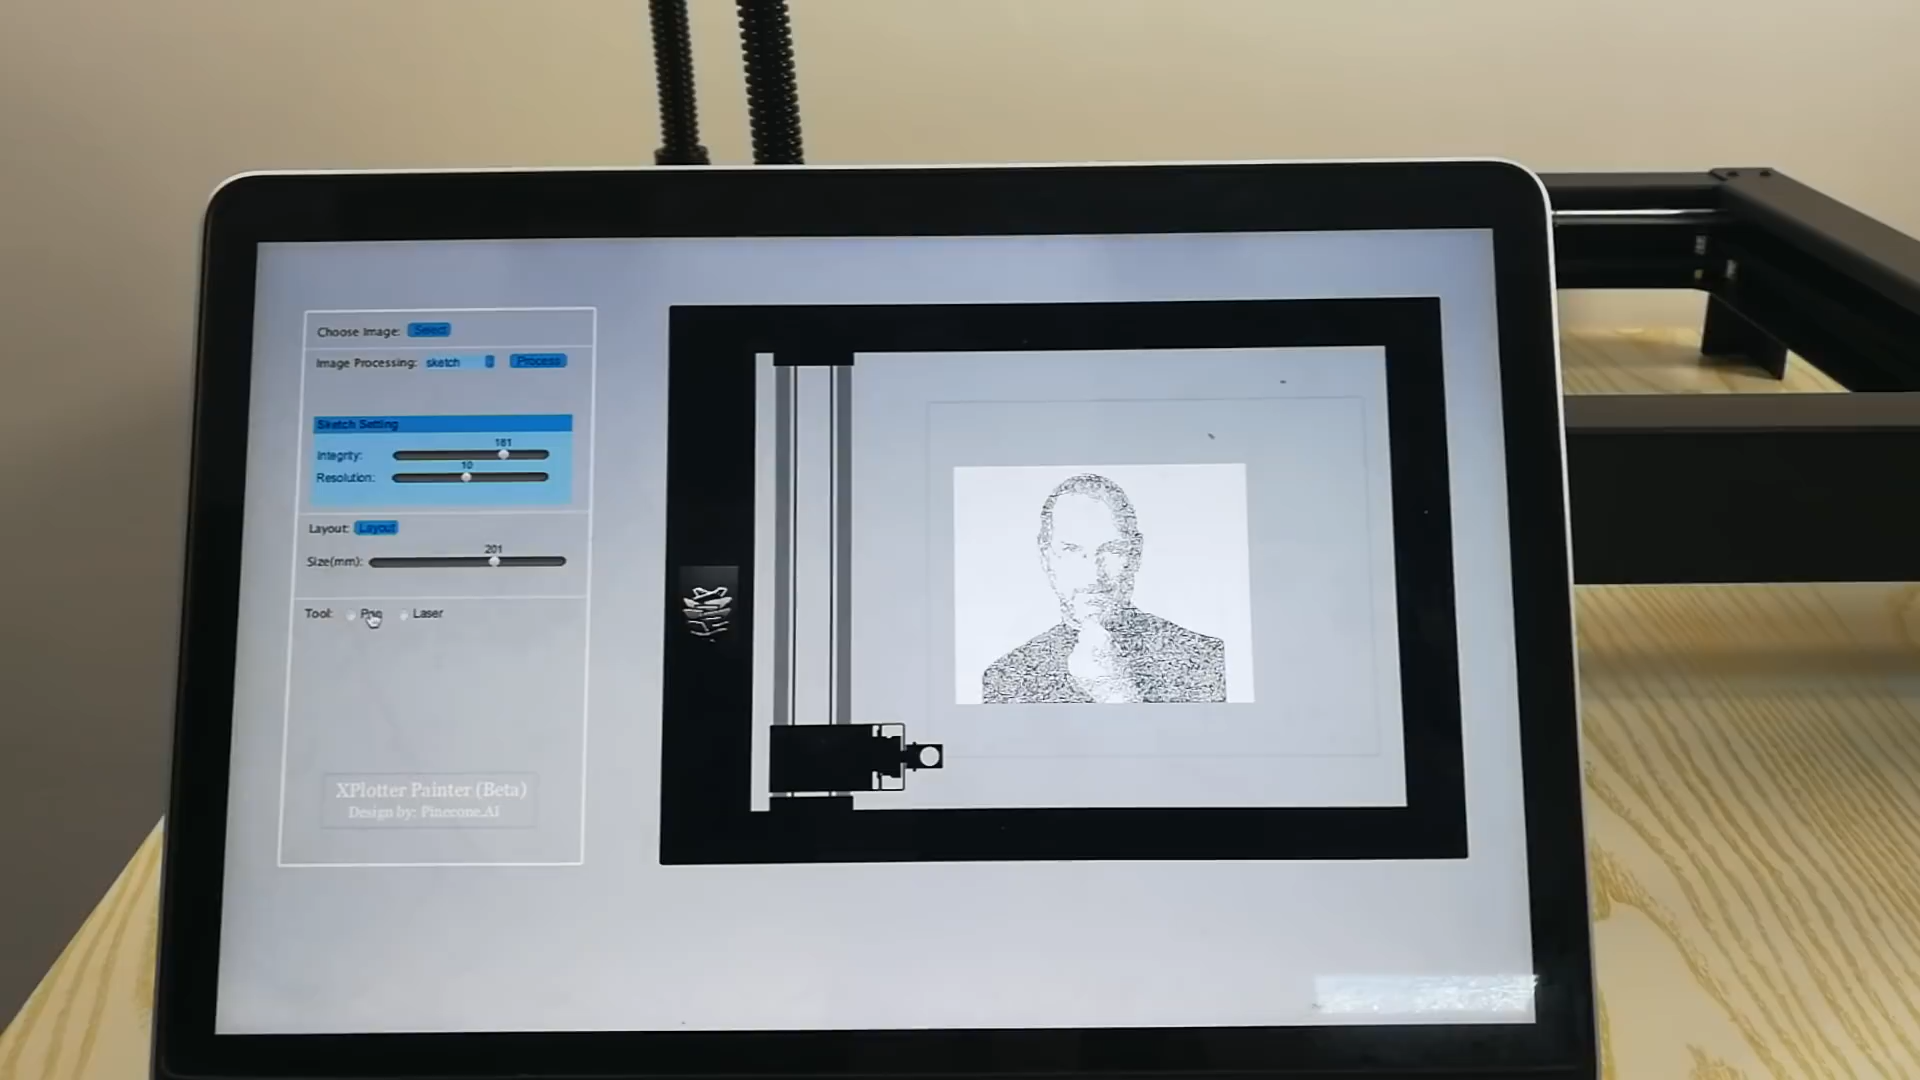 Choose Image: Select
Image Processing: sketch Process
Sketch Setting
181
Integrity:
10
Resolution:
Layout: Layout
201
Size(mm):
Tool: Laser
XPlotter Painter (Beta)
Design by: Pinecone.AI